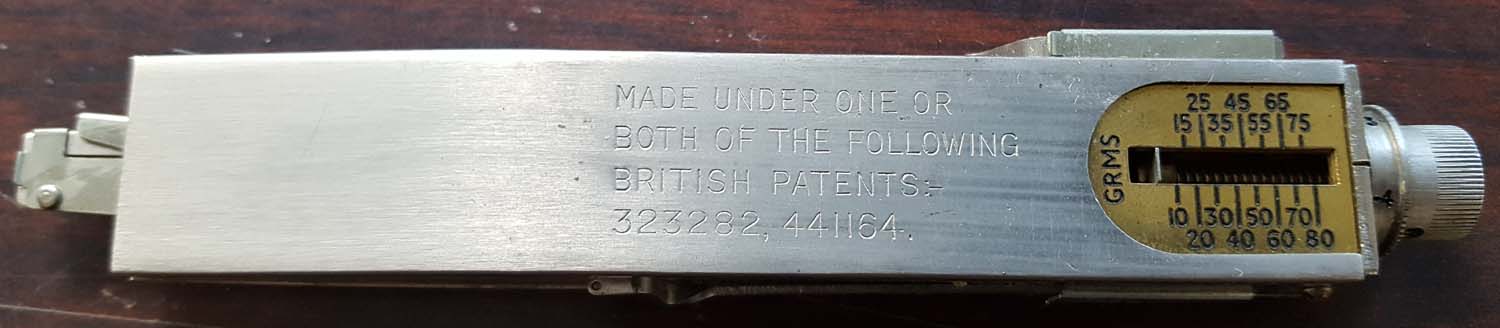 MADE UNDER ONE OR
BOTH OF THE FOLLOWING
BRITISH PATENTS:-
323282, 441164.
GRMS
25 45 65
15 35 55 75
10 30 50 70
20 40 60 80